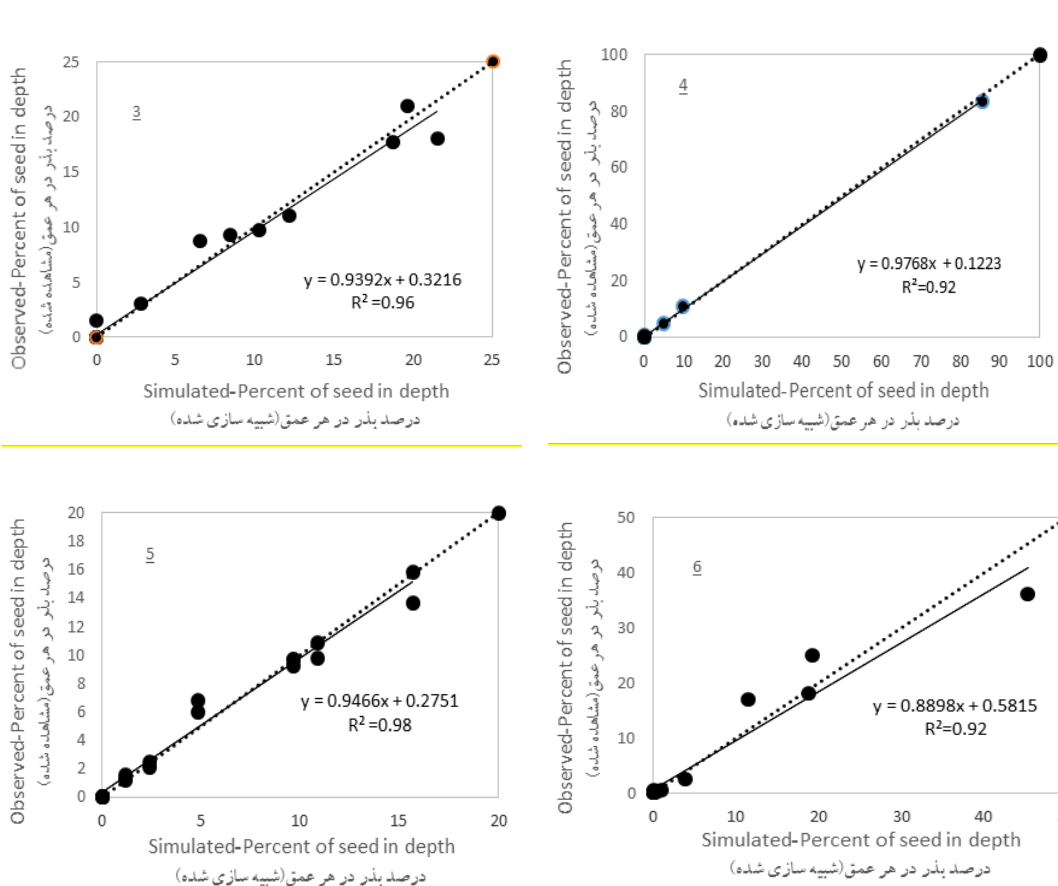 Observed-Percent of seed in depth
درصد بذر در هر عمق(مشاهده شده)
3
25
20
15
10
5
0
y = 0.9392x + 0.3216
R² =0.96
0 5 10 15 20 25
Simulated-Percent of seed in depth
درصد بذر در هر عمق(شبیه سازی شده)
Observed-Percent of seed in depth
درصد بذر در هر عمق(مشاهده شده)
4
100
80
60
40
20
0
y = 0.9768x + 0.1223
R²=0.92
0 10 20 30 40 50 60 70 80 90 100
Simulated-Percent of seed in depth
درصد بذر در هر عمق(شبیه سازی شده)
Observed-Percent of seed in depth
درصد بذر در هر عمق(مشاهده شده)
5
20
18
16
14
12
10
8
6
4
2
0
y = 0.9466x + 0.2751
R² =0.98
0 5 10 15 20
Simulated-Percent of seed in depth
درصد بذر در هر عمق(شبیه سازی شده)
Observed-Percent of seed in depth
درصد بذر در هر عمق(مشاهده شده)
6
50
40
30
20
10
0
y = 0.8898x + 0.5815
R²=0.92
0 10 20 30 40
Simulated-Percent of seed in depth
درصد بذر در هر عمق(شبیه سازی شده)